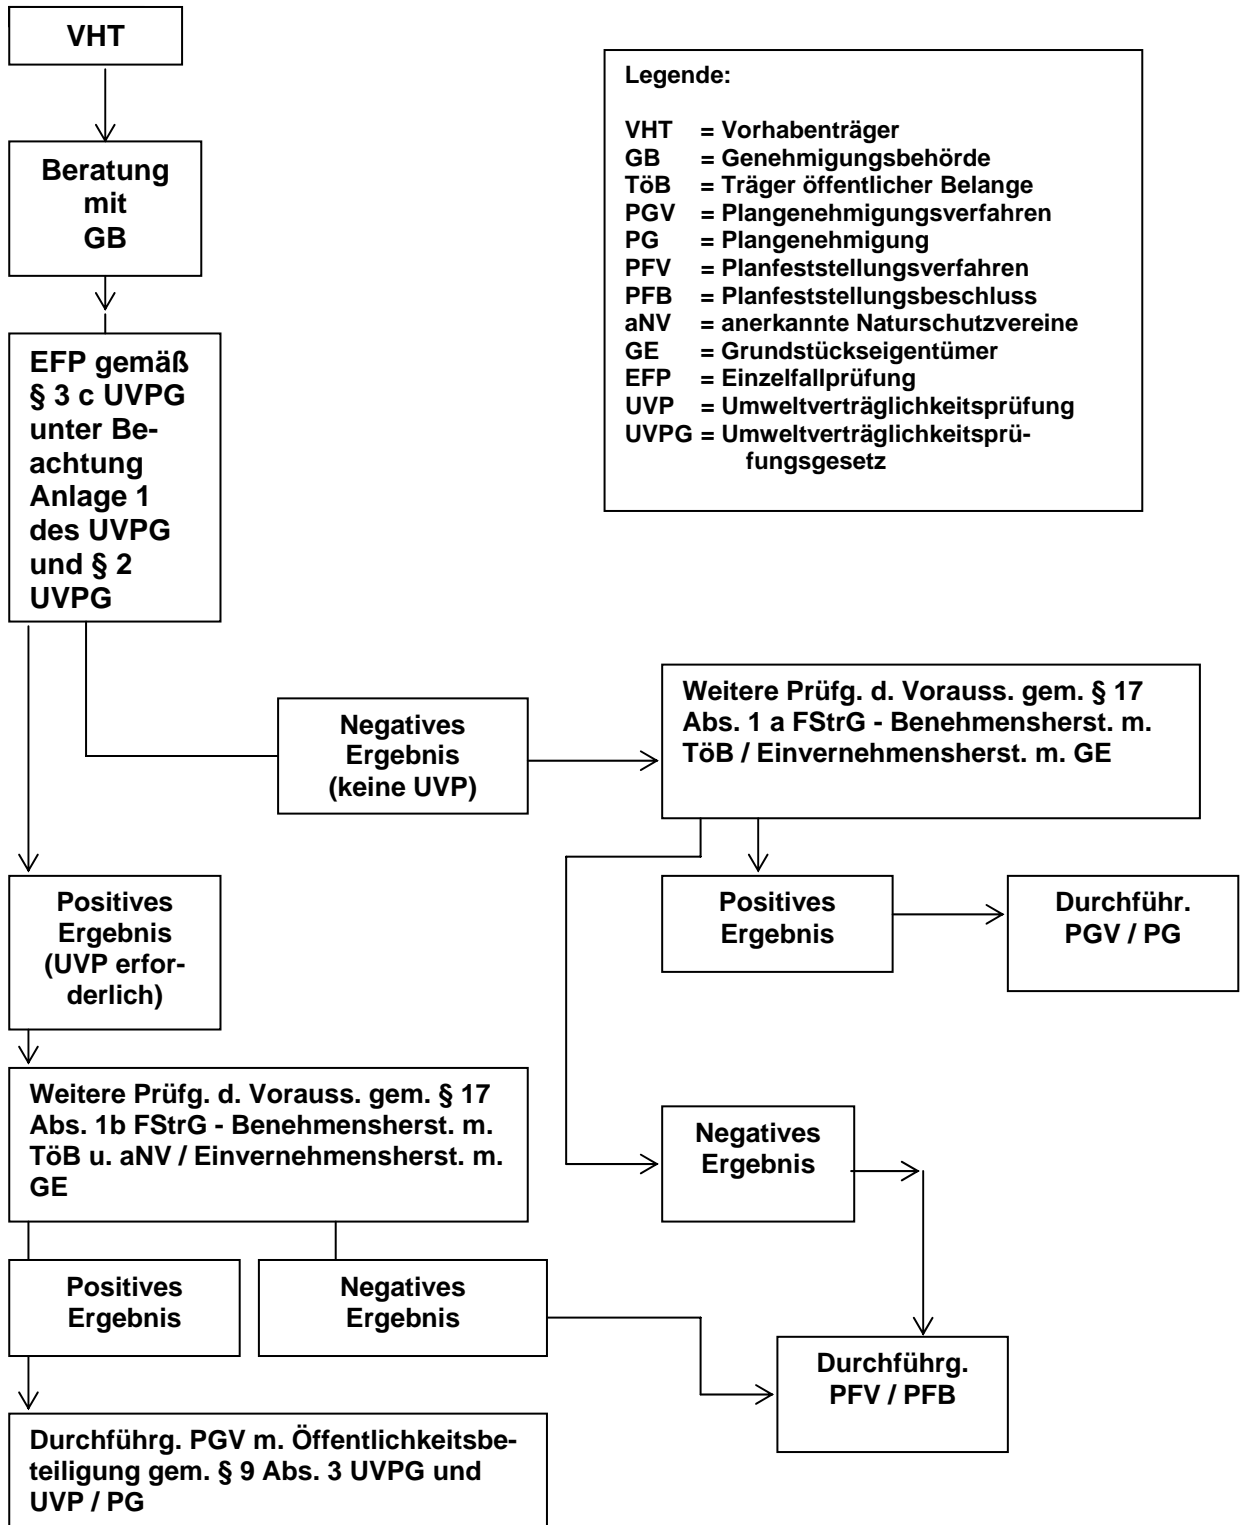 VHT
Legende:
VHT = Vorhabenträger
GB = Genehmigungsbehörde
TöB = Träger öffentlicher Belange
PGV = Plangenehmigungsverfahren
PG = Plangenehmigung
PFV = Planfeststellungsverfahren
PFB = Planfeststellungsbeschluss
aNV = anerkannte Naturschutzvereine
GE = Grundstückseigentümer
EFP = Einzelfallprüfung
UVP = Umweltverträglichkeitsprüfung
UVPG = Umweltverträglichkeitsprü-
fungsgesetz
Beratung
mit
GB
EFP gemäß
§ 3 c UVPG
unter Be-
achtung
Anlage 1
des UVPG
und § 2
UVPG
Negatives
Ergebnis
(keine UVP)
Weitere Prüfg. d. Vorauss. gem. § 17
Abs. 1 a FStrG - Benehmensherst. m.
TöB / Einvernehmensherst. m. GE
Positives
Ergebnis
(UVP erfor-
derlich)
Positives
Ergebnis
Durchführ.
PGV / PG
Weitere Prüfg. d. Vorauss. gem. § 17
Abs. 1b FStrG - Benehmensherst. m.
TöB u. aNV / Einvernehmensherst. m.
GE
Negatives
Ergebnis
Positives
Ergebnis
Negatives
Ergebnis
Durchführg.
PFV / PFB
Durchführg. PGV m. Öffentlichkeitsbe-
teiligung gem. § 9 Abs. 3 UVPG und
UVP / PG